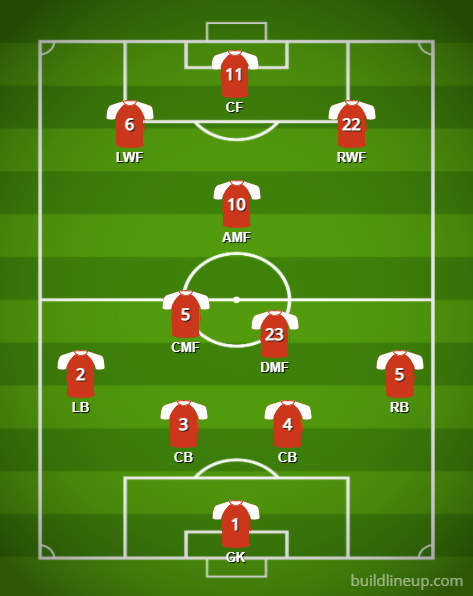 11
CF
6
LWF
22
RWF
10
AMF
5
CMF
23
DMF
2
LB
5
RB
3
CB
4
CB
1
GK
buildlineup.com